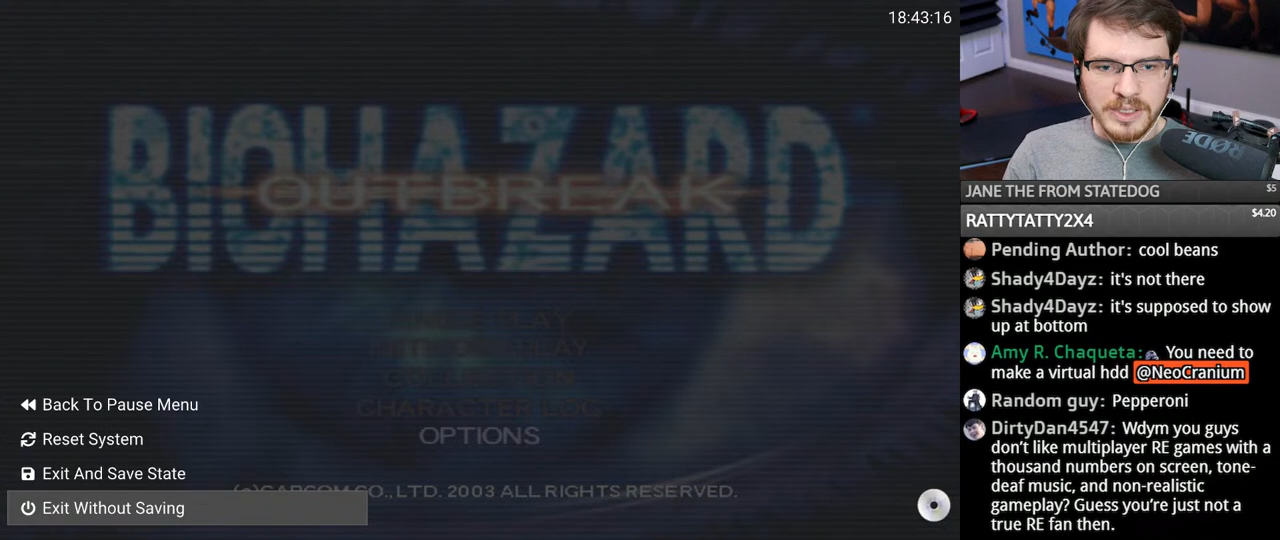 18:43:16
BIOHAZARD
OUTBREAK
COLLECTION
CHARACTER LOG
OPTIONS
(c)CAPCOM CO., LTD. 2003 ALL RIGHTS RESERVED.
Back To Pause Menu
Reset System
Exit And Save State
Exit Without Saving
RØDE
JANE THE FROM STATEDOG $5
RATTYTATTY2X4 $4.20
Pending Author: cool beans
Shady4Dayz: it's not there
Shady4Dayz: it's supposed to show
up at bottom
Amy R. Chaqueta: You need to
make a virtual hdd @NeoCranium
Random guy: Pepperoni
DirtyDan4547: Wdym you guys
don't like multiplayer RE games with a
thousand numbers on screen, tone-
deaf music, and non-realistic
gameplay? Guess you're just not a
true RE fan then.